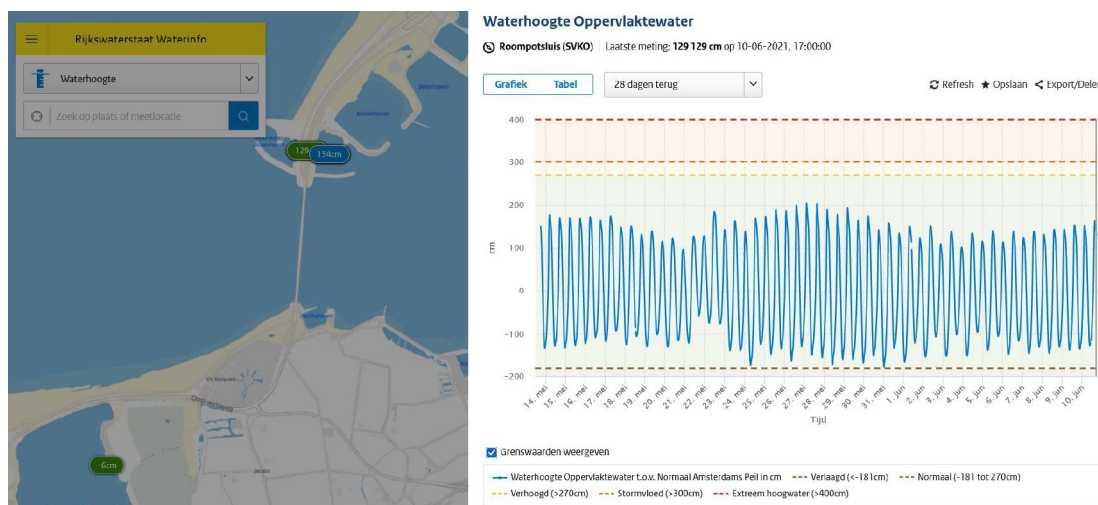 Rijkswaterstaat Waterinfo
Waterhoogte
Zoek op plaats of meetlocatie
129
134cm
-6cm
Waterhoogte Oppervlaktewater
Roompotsluis (SVKO) Laatste meting: 129 129 cm op 10-06-2021, 17:00:00
Grafiek Tabel 28 dagen terug Refresh Opslaan Export/Deler
400
300
200
100
0
-100
-200
cm
14. mei 15. mei 16. mei 17. mei 18. mei 19. mei 20. mei 21. mei 22. mei 23. mei 24. mei 25. mei 26. mei 27. mei 28. mei 29. mei 30. mei 31. mei 1. jun 2. jun 3. jun 4. jun 5. jun 6. jun 7. jun 8. jun 9. jun 10. jun
Tijd
Grenswaarden weergeven
Waterhoogte Oppervlaktewater t.o.v. Normaal Amsterdams Peil in cm Verlaagd (<-181cm) Normaal (-181 tot 270cm)
Verhoogd (>270cm) Stormvloed (>300cm) Extreem hoogwater (>400cm)